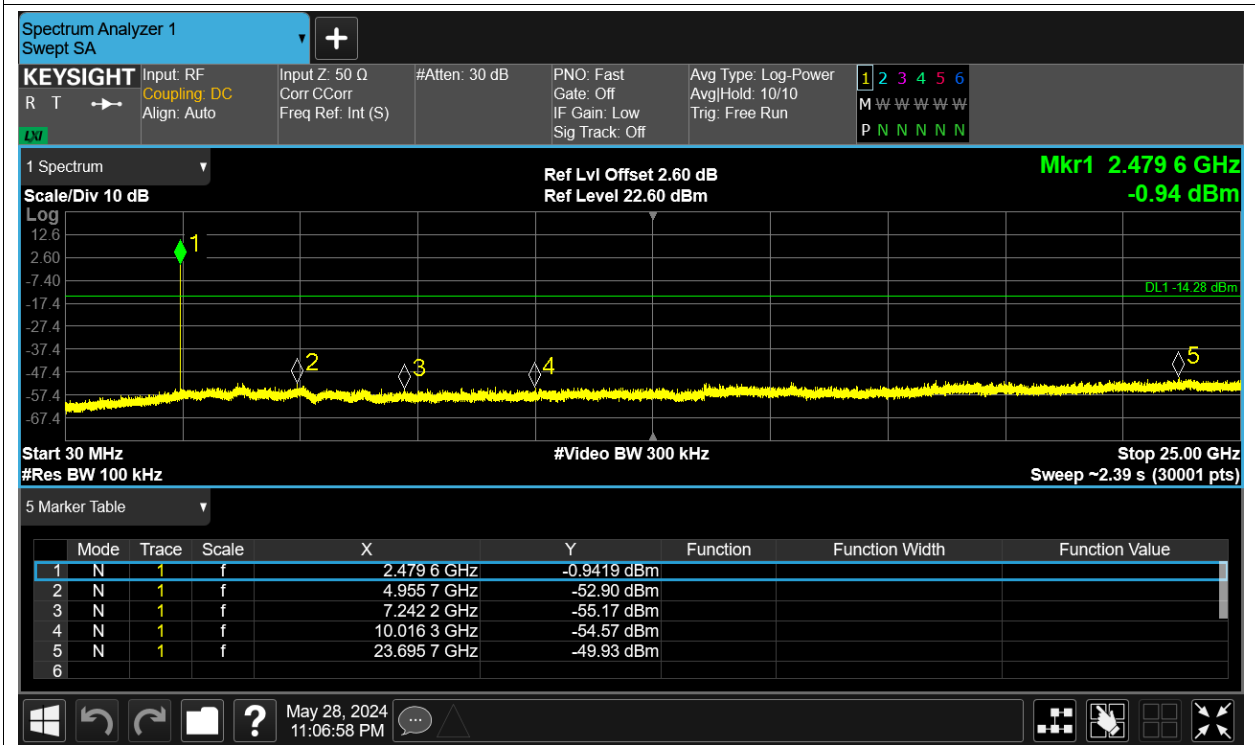 Spectrum Analyzer 1
Swept SA
KEYSIGHT Input: RF Input Z: 50 Ω #Atten: 30 dB PNO: Fast Avg Type: Log-Power 1 2 3 4 5 6
R T Coupling: DC Corr CCorr Gate: Off Avg|Hold: 10/10 M W W W W W
Align: Auto Freq Ref: Int (S) IF Gain: Low Trig: Free Run
LXI Sig Track: Off P N N N N N
1 Spectrum Ref Lvl Offset 2.60 dB Mkr1 2.479 6 GHz
Scale/Div 10 dB Ref Level 22.60 dBm -0.94 dBm
Log
12.6
1
2.60
-7.40
DL1 -14.28 dBm
-17.4
-27.4
-37.4
2 3 4 5
-47.4
-57.4
-67.4
Start 30 MHz #Video BW 300 kHz Stop 25.00 GHz
#Res BW 100 kHz Sweep ~2.39 s (30001 pts)
5 Marker Table
Mode Trace Scale X Y Function Function Width Function Value
1 N 1 f 2.479 6 GHz -0.9419 dBm
2 N 1 f 4.955 7 GHz -52.90 dBm
3 N 1 f 7.242 2 GHz -55.17 dBm
4 N 1 f 10.016 3 GHz -54.57 dBm
5 N 1 f 23.695 7 GHz -49.93 dBm
6
? May 28, 2024
11:06:58 PM